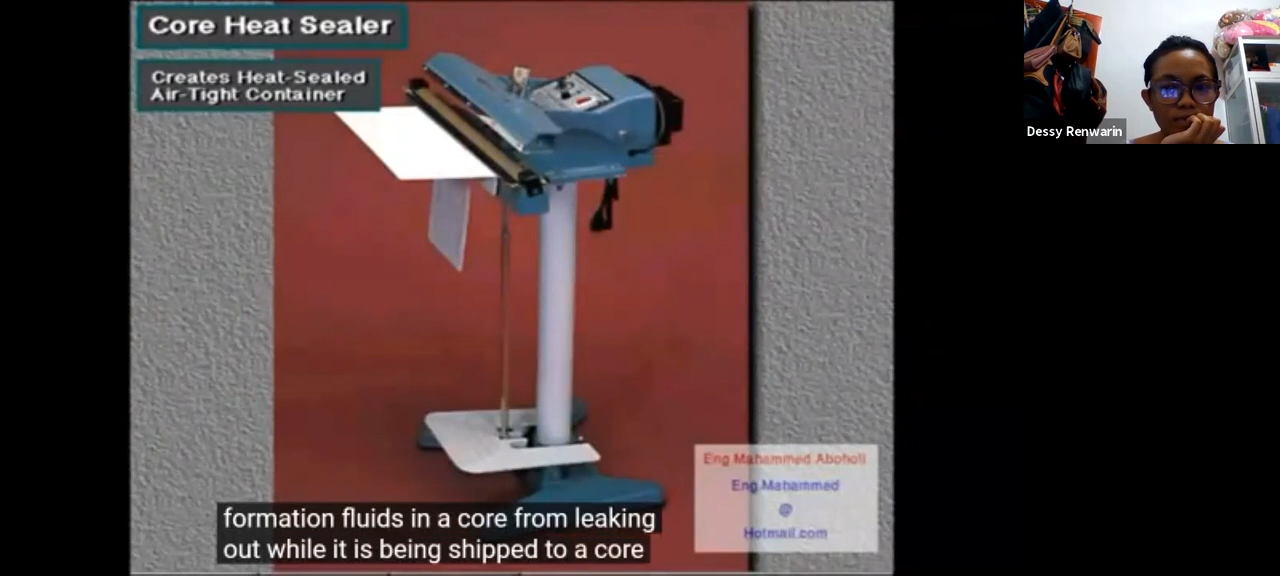 Core Heat Sealer
Creates Heat-Sealed
Air-Tight Container
Dessy Renwarin
Eng Mahammed Aboholi
Eng.Mahammed
@
Hotmail.com
formation fluids in a core from leaking
out while it is being shipped to a core